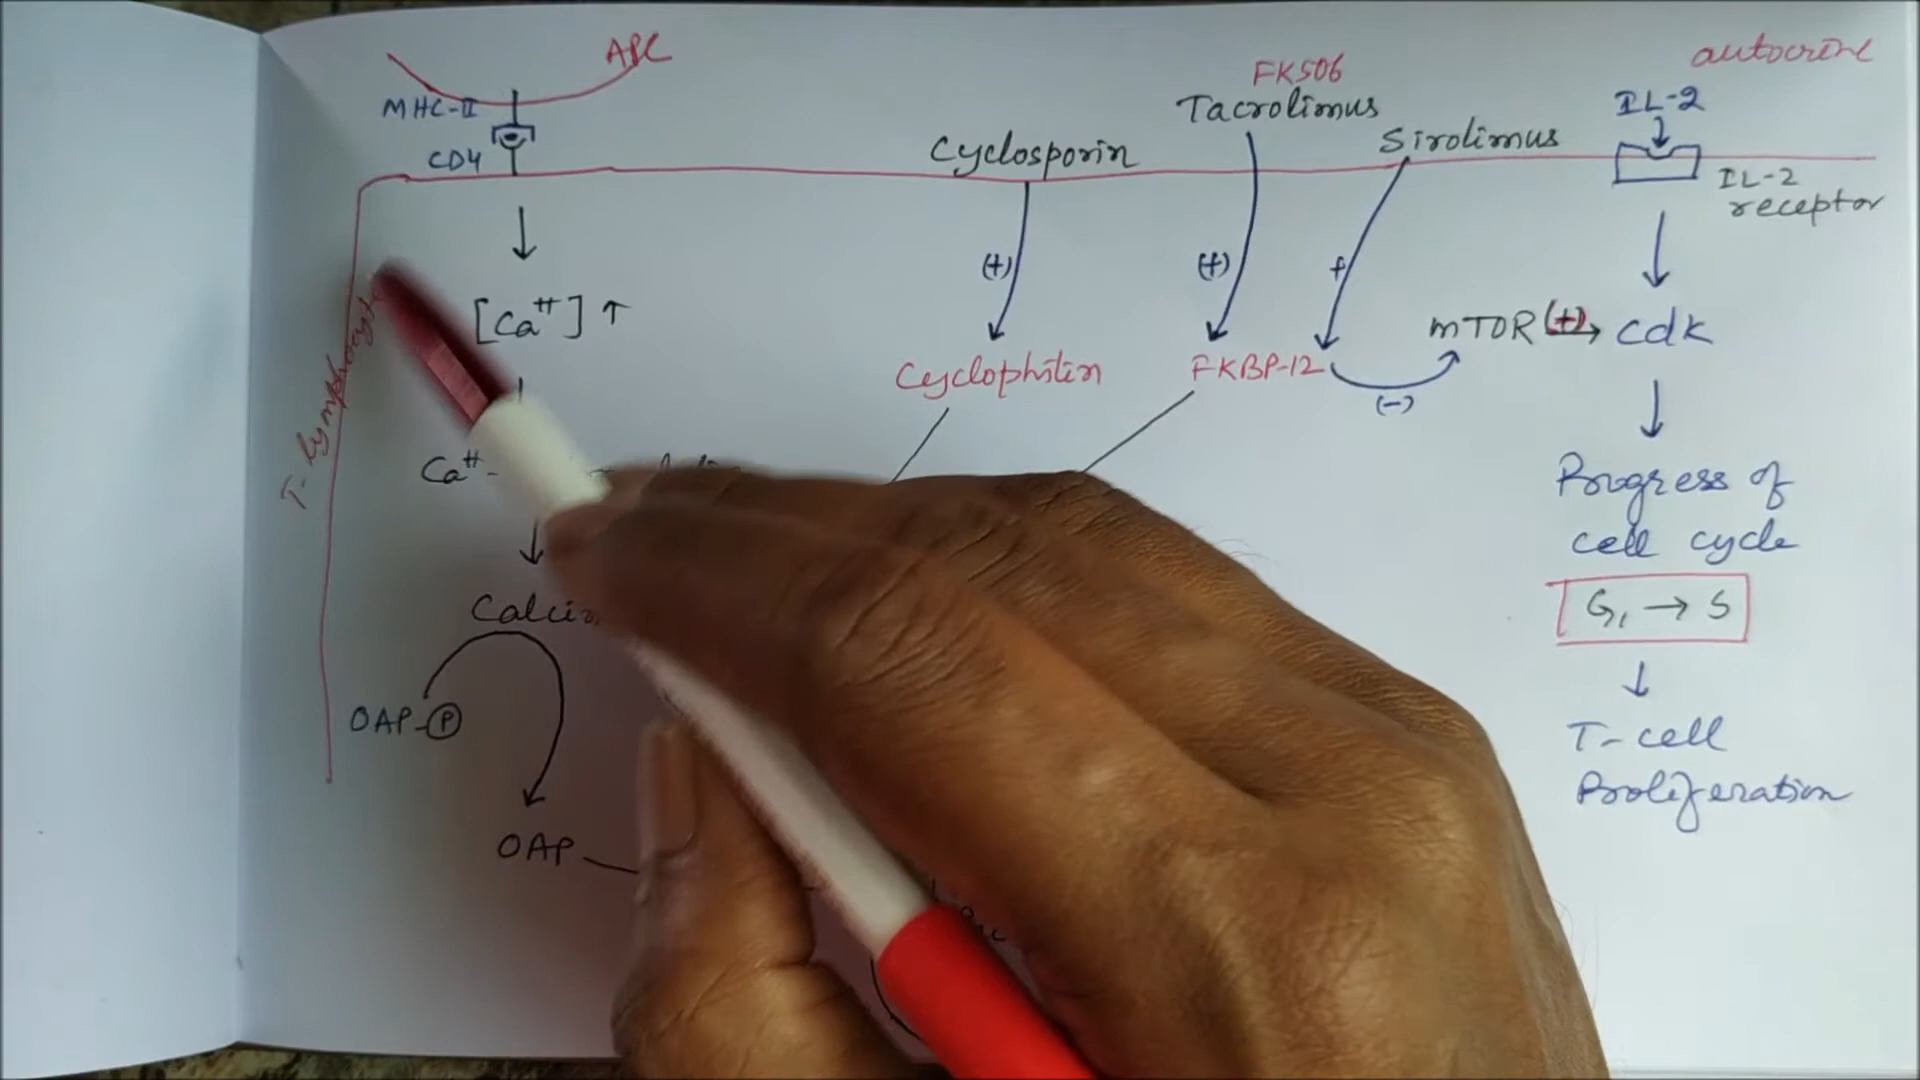 APC
MHC-II
CD4
T-lymphocyte
[Ca++] ↑
Ca++-
OAP-P
OAP
Cyclosporin
(+)
Cyclophilin
FK506
Tacrolimus
(+)
FKBP-12
Sirolimus
+
(-)
mTOR (+)→ cdk
autocrine
IL-2
IL-2
receptor
Progress of
cell cycle
G1 → S
T-cell
Proliferation